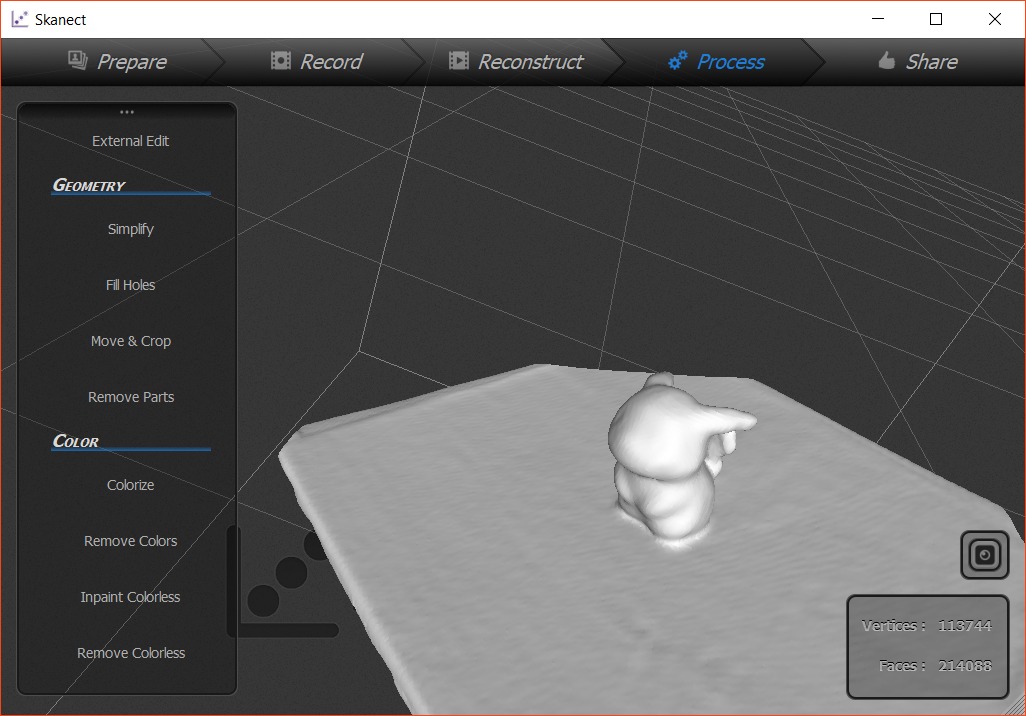 Skanect
Prepare
Record
Reconstruct
Process
Share
External Edit
Geometry
Simplify
Fill Holes
Move & Crop
Remove Parts
Color
Colorize
Remove Colors
Inpaint Colorless
Remove Colorless
Vertices : 113744
Faces : 214088